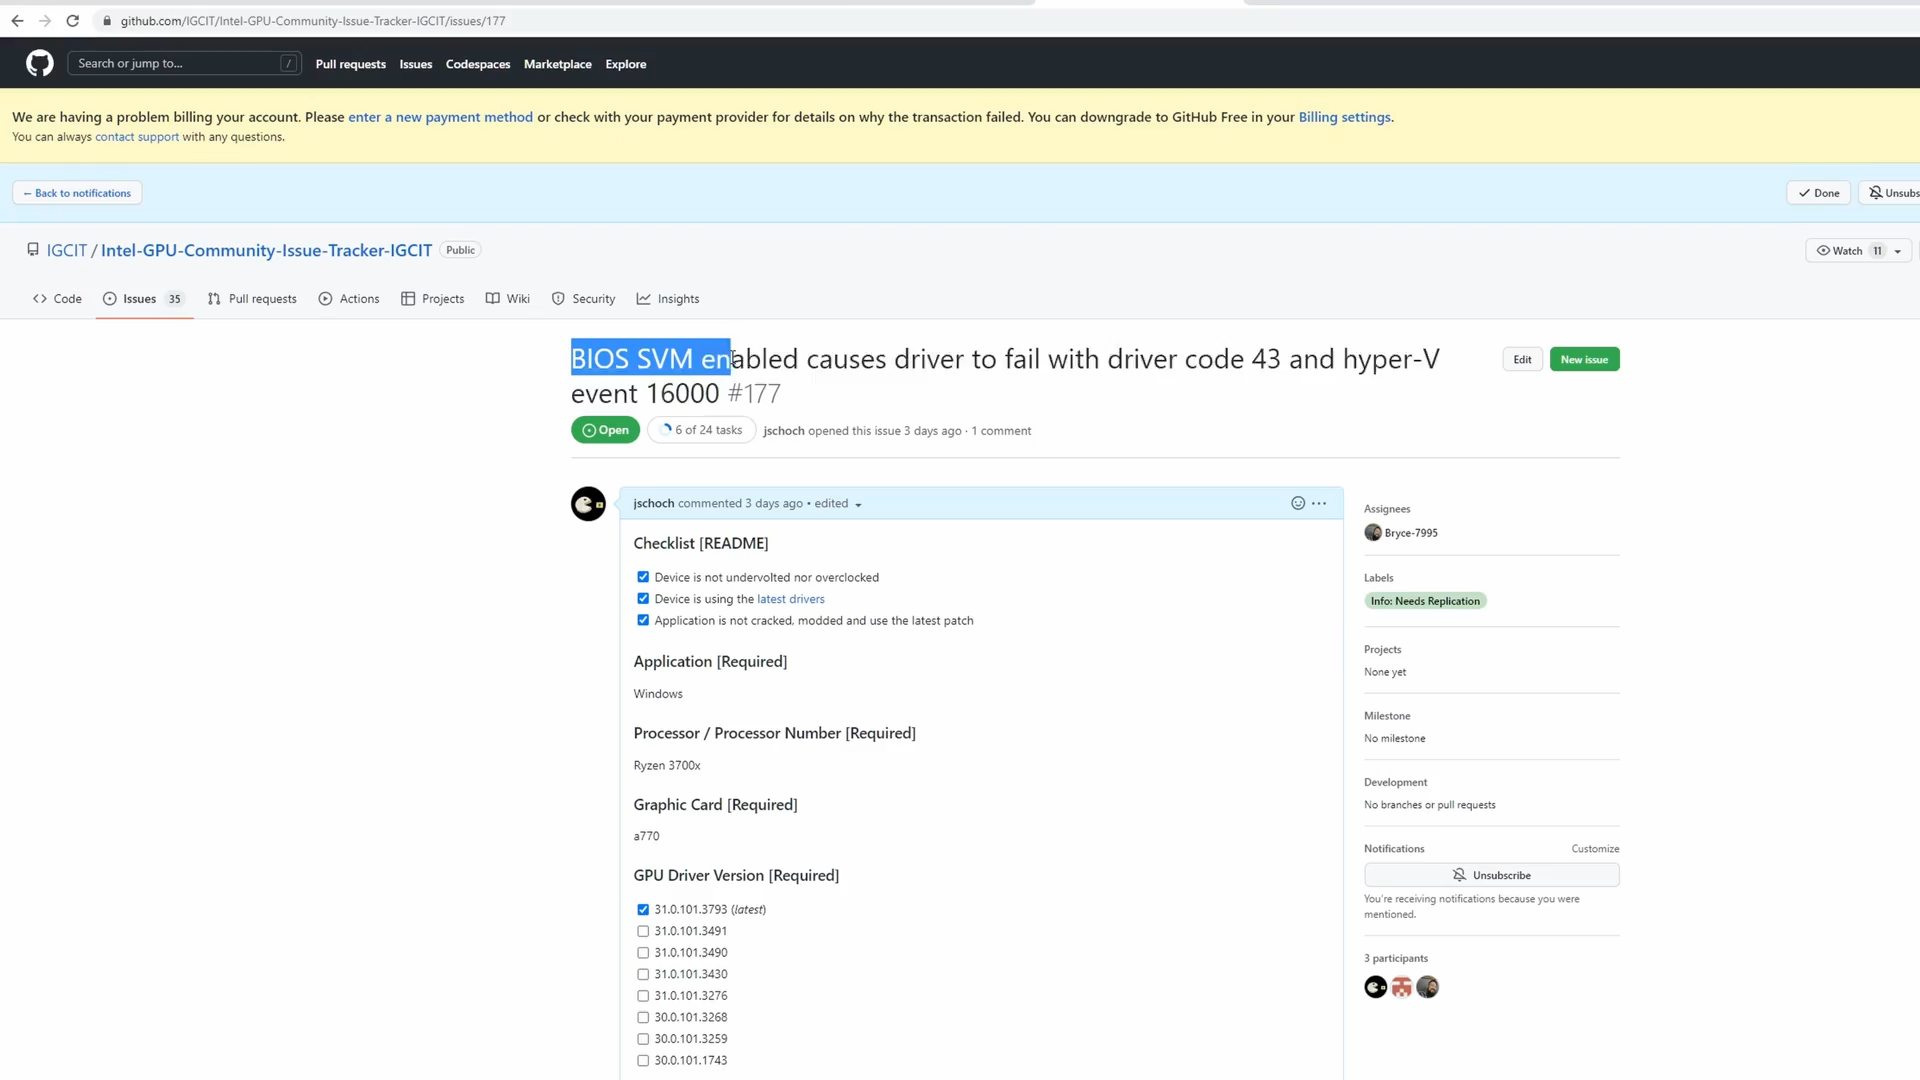 github.com/IGCIT/Intel-GPU-Community-Issue-Tracker-IGCIT/issues/177
Search or jump to... / Pull requests Issues Codespaces Marketplace Explore
We are having a problem billing your account. Please enter a new payment method or check with your payment provider for details on why the transaction failed. You can downgrade to GitHub Free in your Billing settings.
You can always contact support with any questions.
← Back to notifications
Done
Unsubs
IGCIT / Intel-GPU-Community-Issue-Tracker-IGCIT Public
Watch 11
Code Issues 35 Pull requests Actions Projects Wiki Security Insights
BIOS SVM enabled causes driver to fail with driver code 43 and hyper-V
event 16000 #177
Edit New issue
Open 6 of 24 tasks jschoch opened this issue 3 days ago · 1 comment
jschoch commented 3 days ago • edited
Checklist [README]
Device is not undervolted nor overclocked
Device is using the latest drivers
Application is not cracked, modded and use the latest patch
Application [Required]
Windows
Processor / Processor Number [Required]
Ryzen 3700x
Graphic Card [Required]
a770
GPU Driver Version [Required]
31.0.101.3793 (latest)
31.0.101.3491
31.0.101.3490
31.0.101.3430
31.0.101.3276
30.0.101.3268
30.0.101.3259
30.0.101.1743
Assignees
Bryce-7995
Labels
Info: Needs Replication
Projects
None yet
Milestone
No milestone
Development
No branches or pull requests
Notifications Customize
Unsubscribe
You're receiving notifications because you were
mentioned.
3 participants